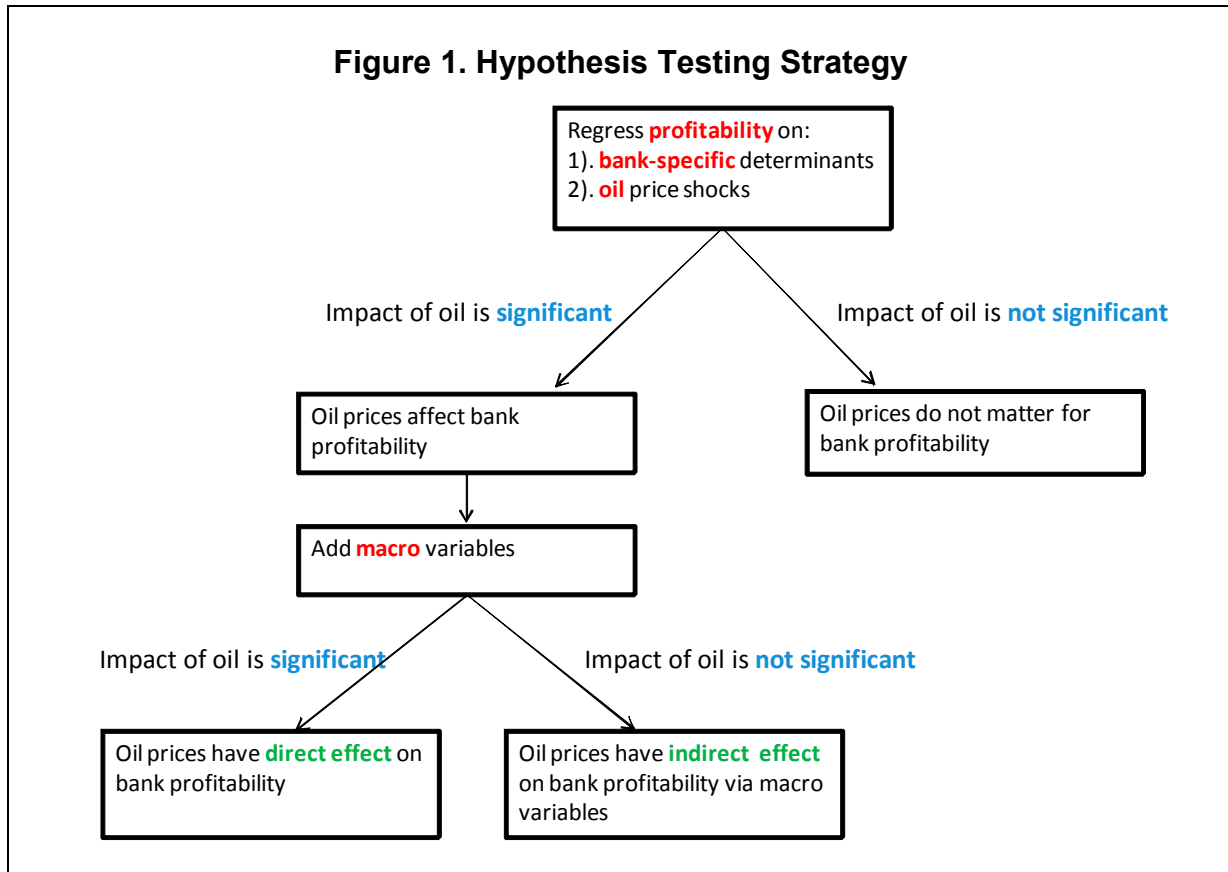 Figure 1. Hypothesis Testing Strategy
Regress profitability on:
1). bank-specific determinants
2). oil price shocks
Impact of oil is significant
Impact of oil is not significant
Oil prices affect bank
profitability
Oil prices do not matter for
bank profitability
Add macro variables
Impact of oil is significant
Impact of oil is not significant
Oil prices have direct effect on
bank profitability
Oil prices have indirect effect
on bank profitability via macro
variables